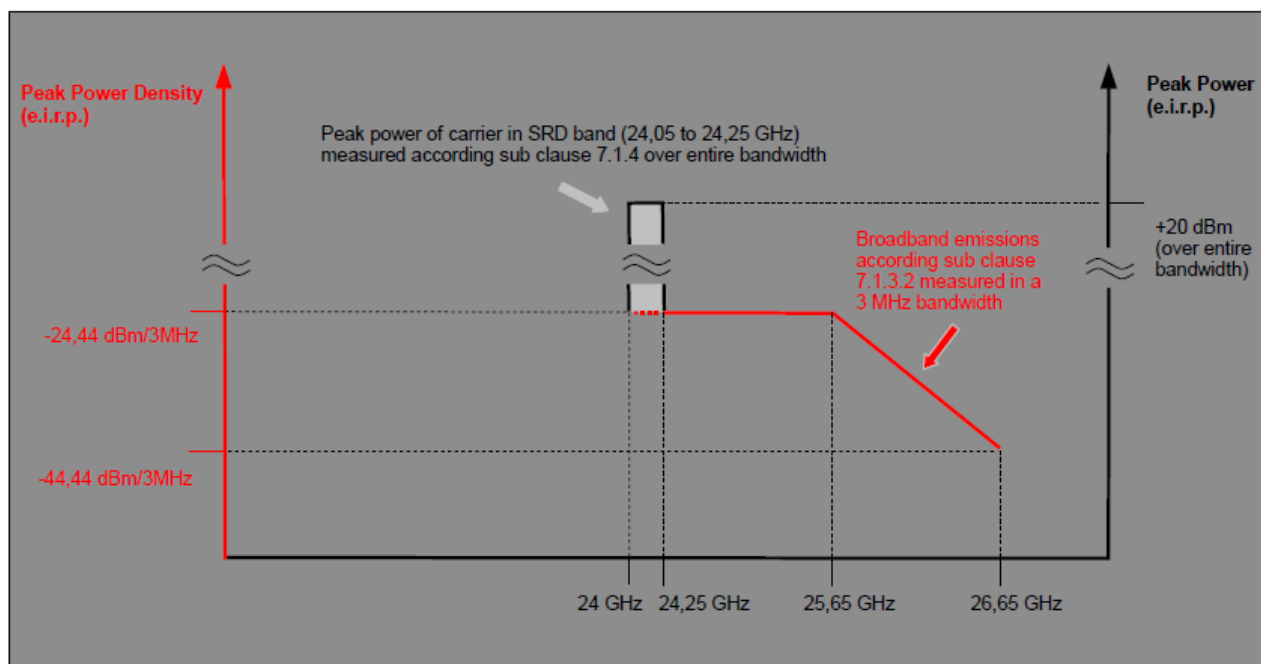 Peak Power Density
(e.i.r.p.)
Peak Power
(e.i.r.p.)
Peak power of carrier in SRD band (24,05 to 24,25 GHz)
measured according sub clause 7.1.4 over entire bandwidth
+20 dBm
(over entire
bandwidth)
Broadband emissions
according sub clause
7.1.3.2 measured in a
3 MHz bandwidth
-24,44 dBm/3MHz
-44,44 dBm/3MHz
24 GHz
24,25 GHz
25,65 GHz
26,65 GHz